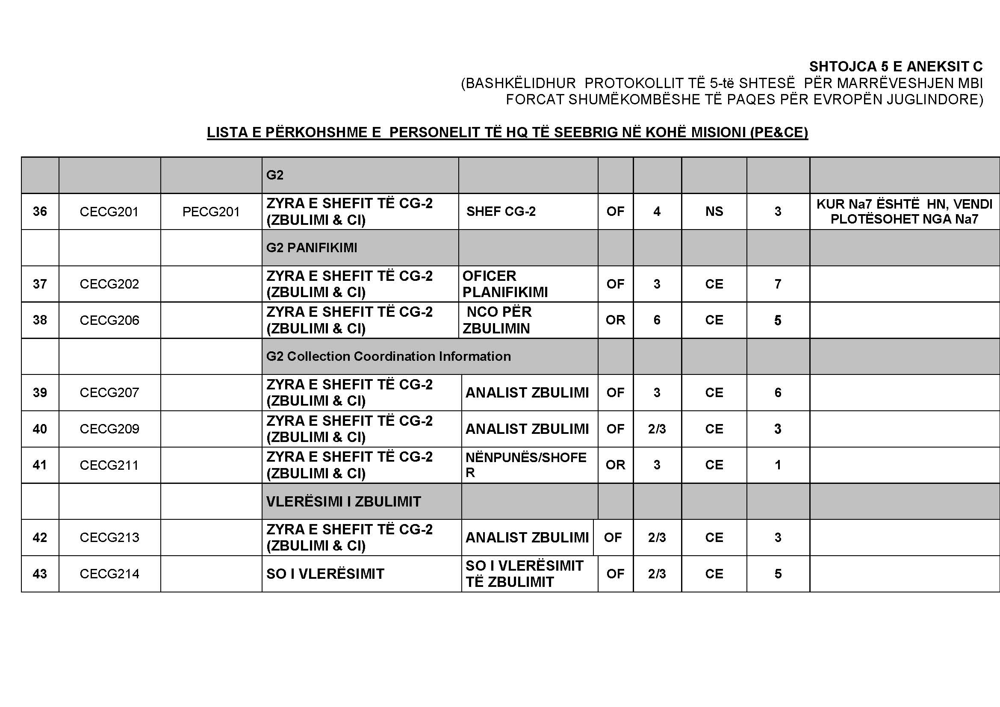 SHTOJCA 5 E ANEKSIT C
(BASHKËLIDHUR PROTOKOLLIT TË 5-të SHTESË PËR MARRËVESHJEN MBI
FORCAT SHUMËKOMBËSHE TË PAQES PËR EVROPËN JUGLINDORE)
LISTA E PËRKOHSHME E PERSONELIT TË HQ TË SEEBRIG NË KOHË MISIONI (PE&CE)
G2
36 CECG201 PECG201 ZYRA E SHEFIT TË CG-2 (ZBULIMI & CI) SHEF CG-2 OF 4 NS 3 KUR Na7 ËSHTË HN, VENDI PLOTËSOHET NGA Na7
G2 PANIFIKIMI
37 CECG202 ZYRA E SHEFIT TË CG-2 (ZBULIMI & CI) OFICER PLANIFIKIMI OF 3 CE 7
38 CECG206 ZYRA E SHEFIT TË CG-2 (ZBULIMI & CI) NCO PËR ZBULIMIN OR 6 CE 5
G2 Collection Coordination Information
39 CECG207 ZYRA E SHEFIT TË CG-2 (ZBULIMI & CI) ANALIST ZBULIMI OF 3 CE 6
40 CECG209 ZYRA E SHEFIT TË CG-2 (ZBULIMI & CI) ANALIST ZBULIMI OF 2/3 CE 3
41 CECG211 ZYRA E SHEFIT TË CG-2 (ZBULIMI & CI) NËNPUNËS/SHOFE R OR 3 CE 1
VLERËSIMI I ZBULIMIT
42 CECG213 ZYRA E SHEFIT TË CG-2 (ZBULIMI & CI) ANALIST ZBULIMI OF 2/3 CE 3
43 CECG214 SO I VLERËSIMIT SO I VLERËSIMIT TË ZBULIMIT OF 2/3 CE 5